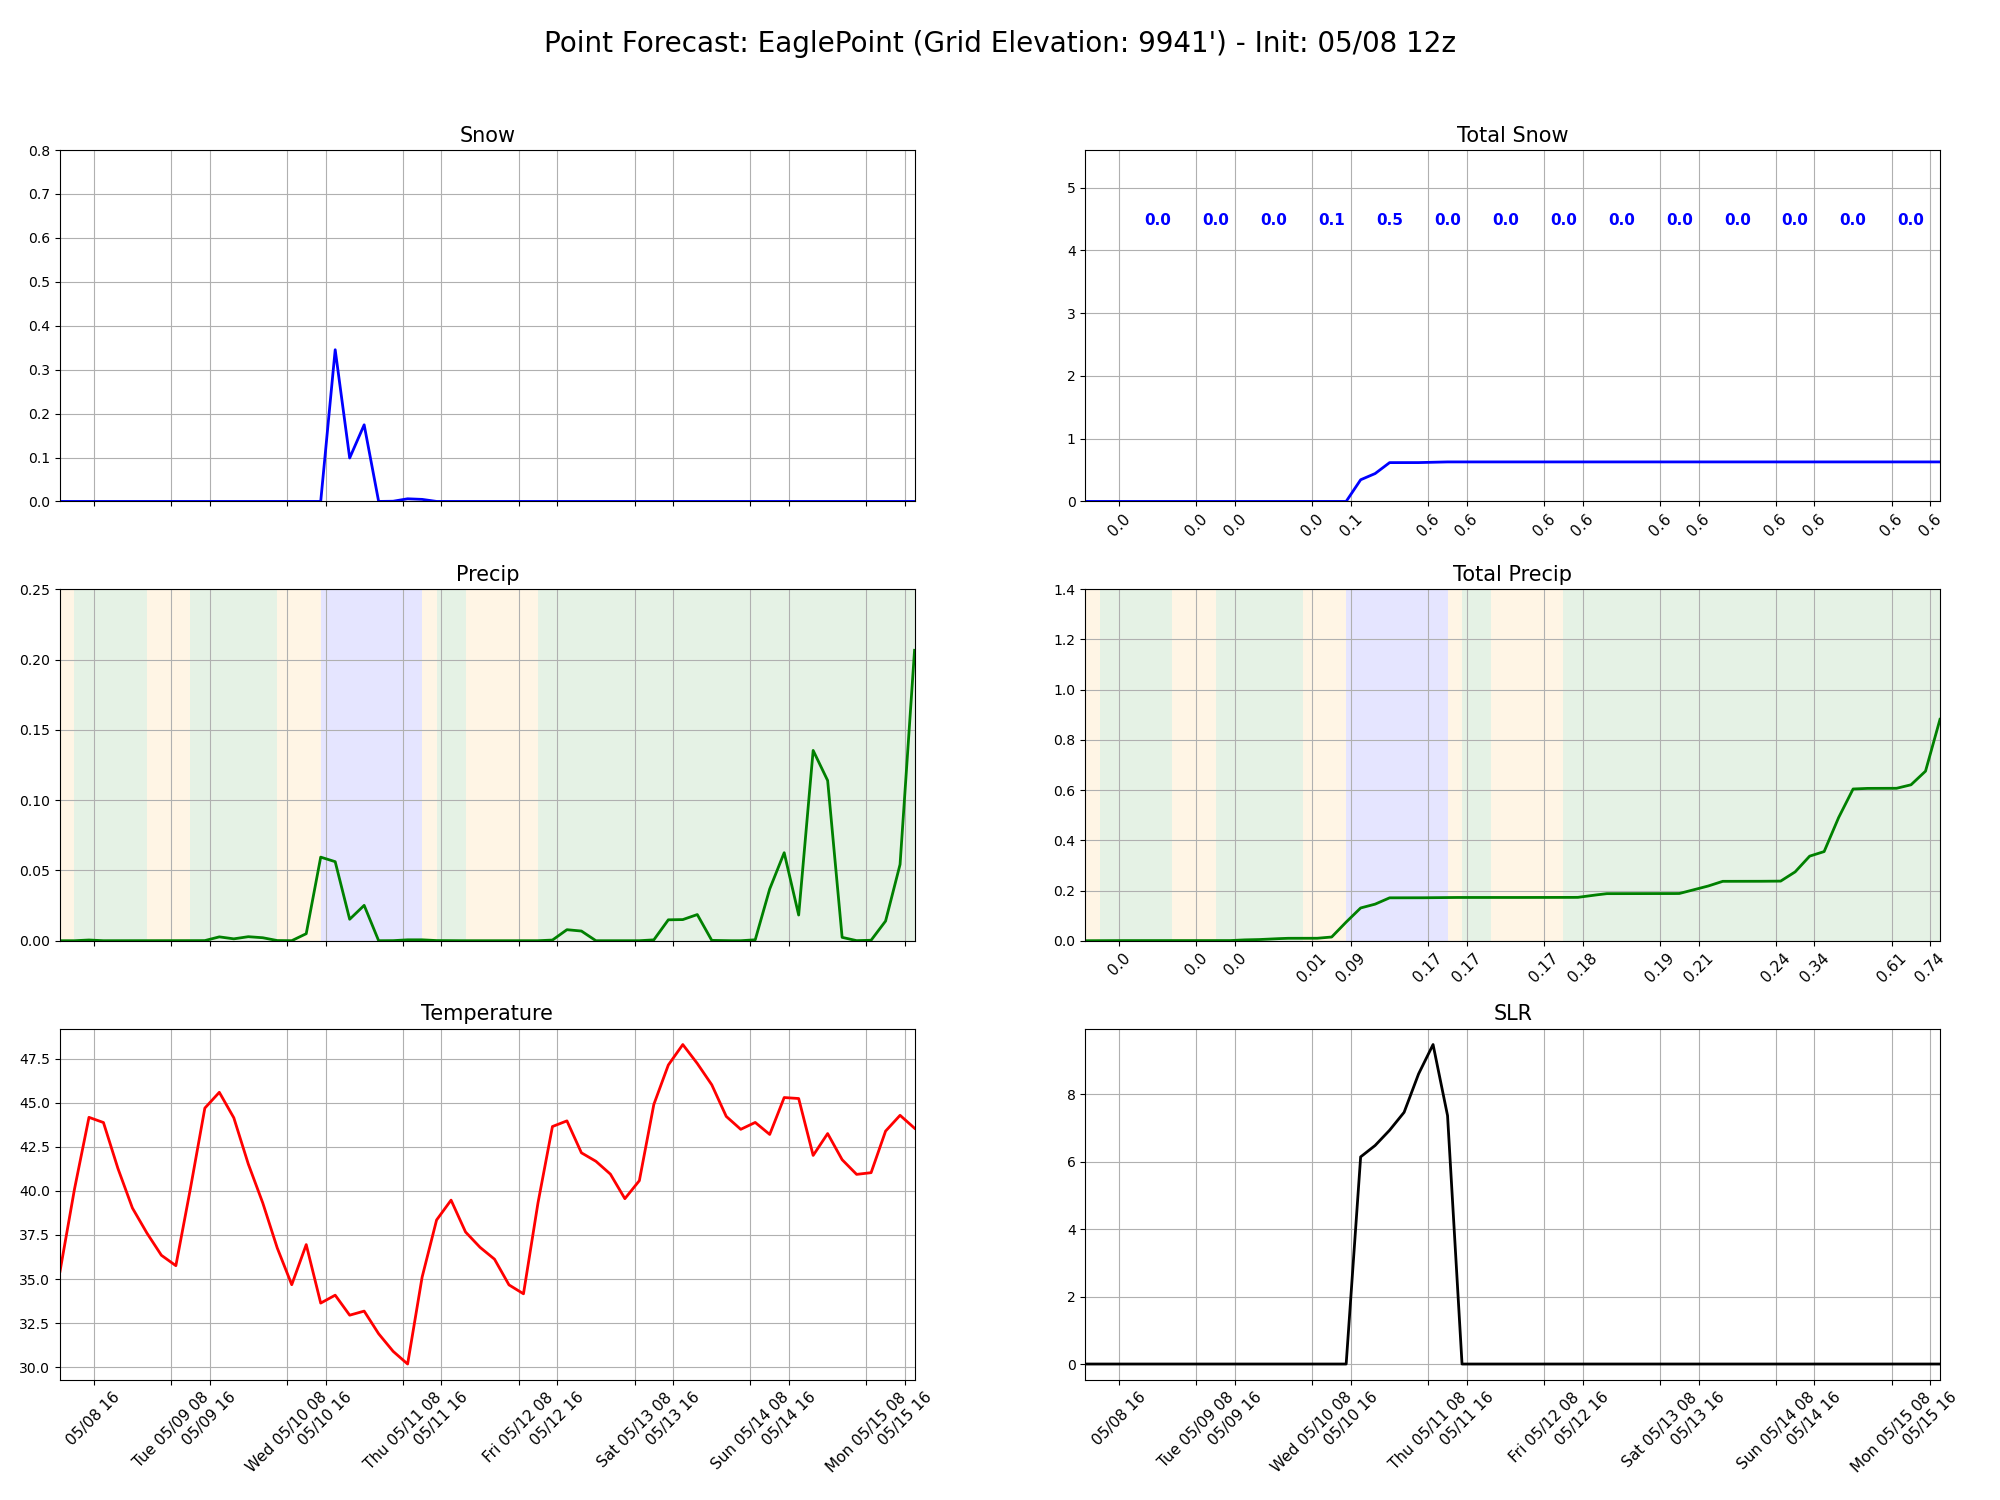 Point Forecast: EaglePoint (Grid Elevation: 9941') - Init: 05/08 12z
Snow
0.8
0.7
0.6
0.5
0.4
0.3
0.2
0.1
0.0
Total Snow
5
4
3
2
1
0
0.0 0.0 0.0 0.1 0.5 0.0 0.0 0.0 0.0 0.0 0.0 0.0 0.0 0.0
0.0 0.0 0.0 0.0 0.1 0.6 0.6 0.6 0.6 0.6 0.6 0.6 0.6 0.6 0.6
Precip
0.25
0.20
0.15
0.10
0.05
0.00
Total Precip
1.4
1.2
1.0
0.8
0.6
0.4
0.2
0.0
0.0 0.0 0.0 0.01 0.09 0.17 0.17 0.17 0.18 0.19 0.21 0.24 0.34 0.61 0.74
Temperature
47.5
45.0
42.5
40.0
37.5
35.0
32.5
30.0
05/08 16
Tue 05/09 08
05/09 16
Wed 05/10 08
05/10 16
Thu 05/11 08
05/11 16
Fri 05/12 08
05/12 16
Sat 05/13 08
05/13 16
Sun 05/14 08
05/14 16
Mon 05/15 08
05/15 16
SLR
8
6
4
2
0
05/08 16
Tue 05/09 08
05/09 16
Wed 05/10 08
05/10 16
Thu 05/11 08
05/11 16
Fri 05/12 08
05/12 16
Sat 05/13 08
05/13 16
Sun 05/14 08
05/14 16
Mon 05/15 08
05/15 16